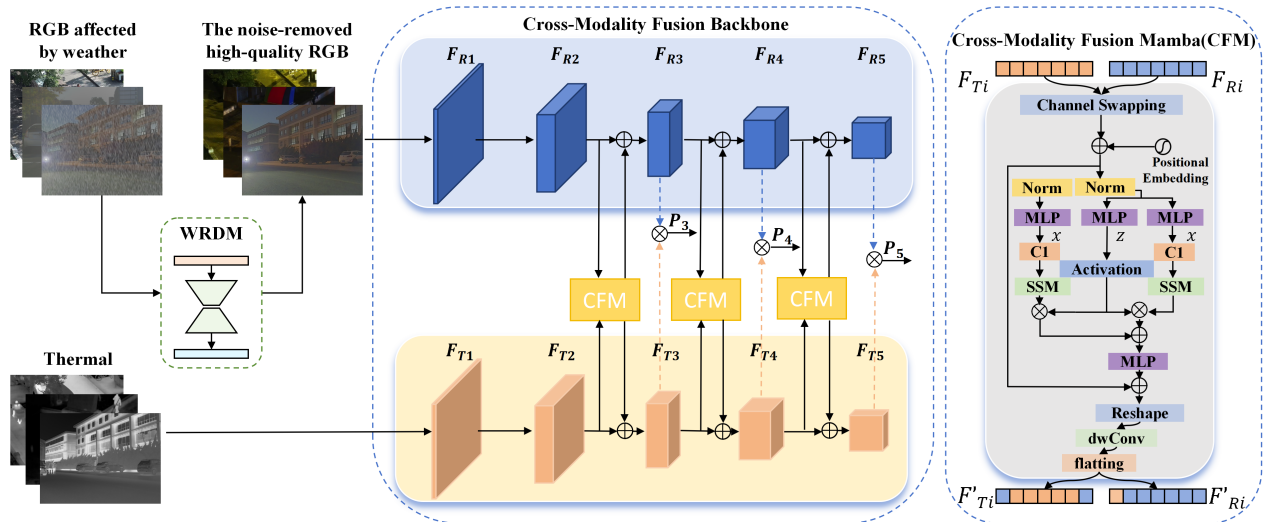 RGB affected
by weather
The noise-removed
high-quality RGB
WRDM
Thermal
Cross-Modality Fusion Backbone
F_R1 F_R2 F_R3 F_R4 F_R5
P_3 P_4 P_5
CFM CFM CFM
F_T1 F_T2 F_T3 F_T4 F_T5
Cross-Modality Fusion Mamba(CFM)
F_Ti F_Ri
Channel Swapping
Positional
Embedding
Norm Norm
MLP MLP MLP
x z x
C1 C1
Activation
SSM SSM
MLP
Reshape
dwConv
flatting
F'_Ti F'_Ri